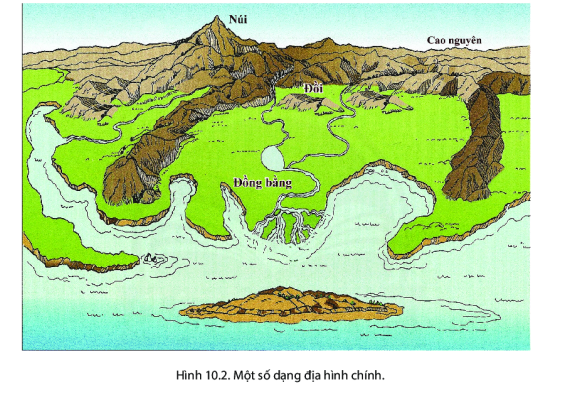 Núi
Cao nguyên
Đồi
Đồng bằng
Hình 10.2. Một số dạng địa hình chính.